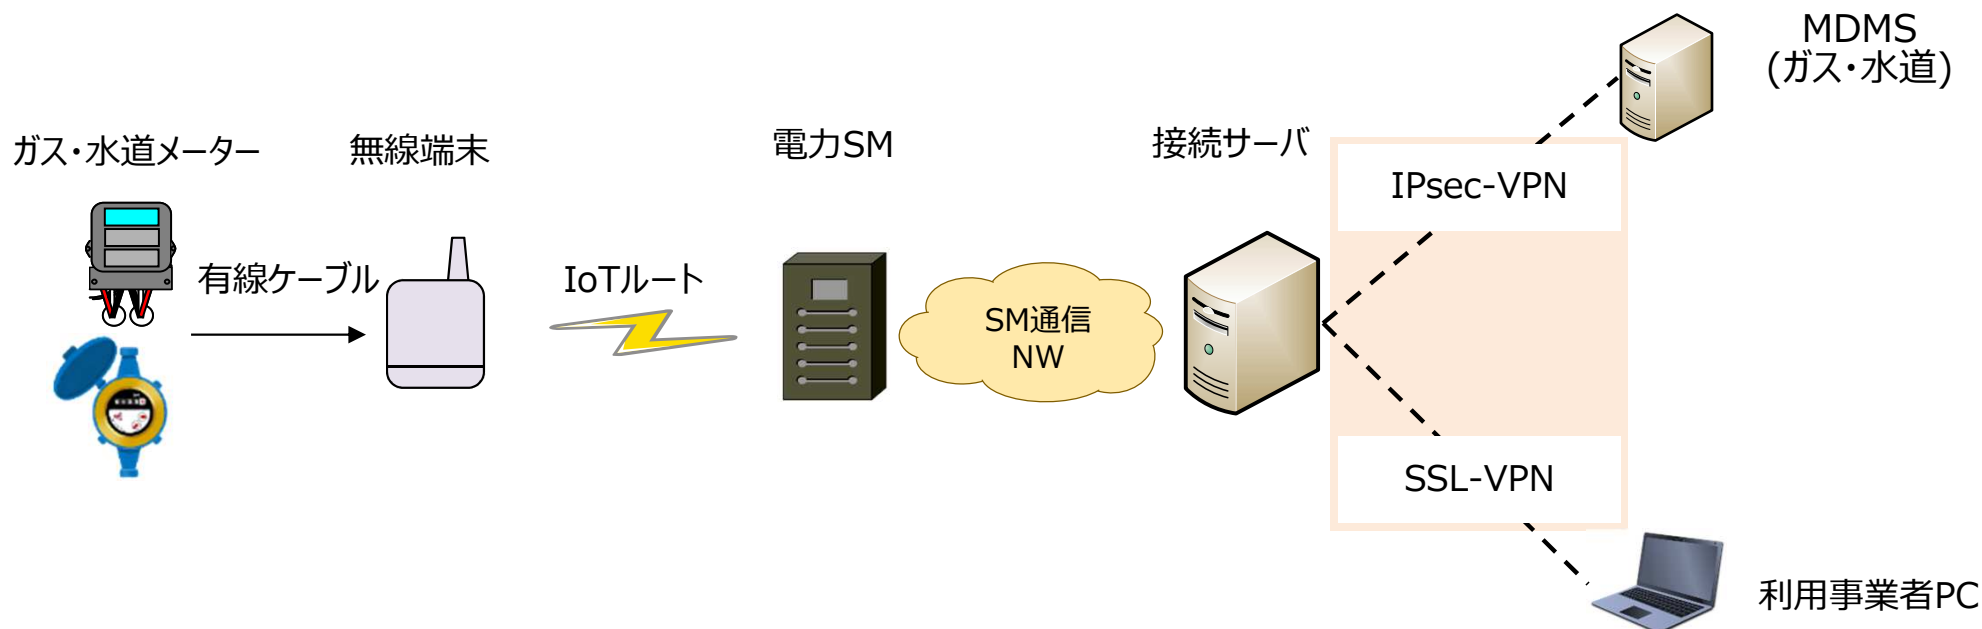 MDMS
(ガス・水道)
ガス・水道メーター
無線端末
電力SM
接続サーバ
IPsec-VPN
有線ケーブル
IoTルート
SM通信
NW
SSL-VPN
利用事業者PC